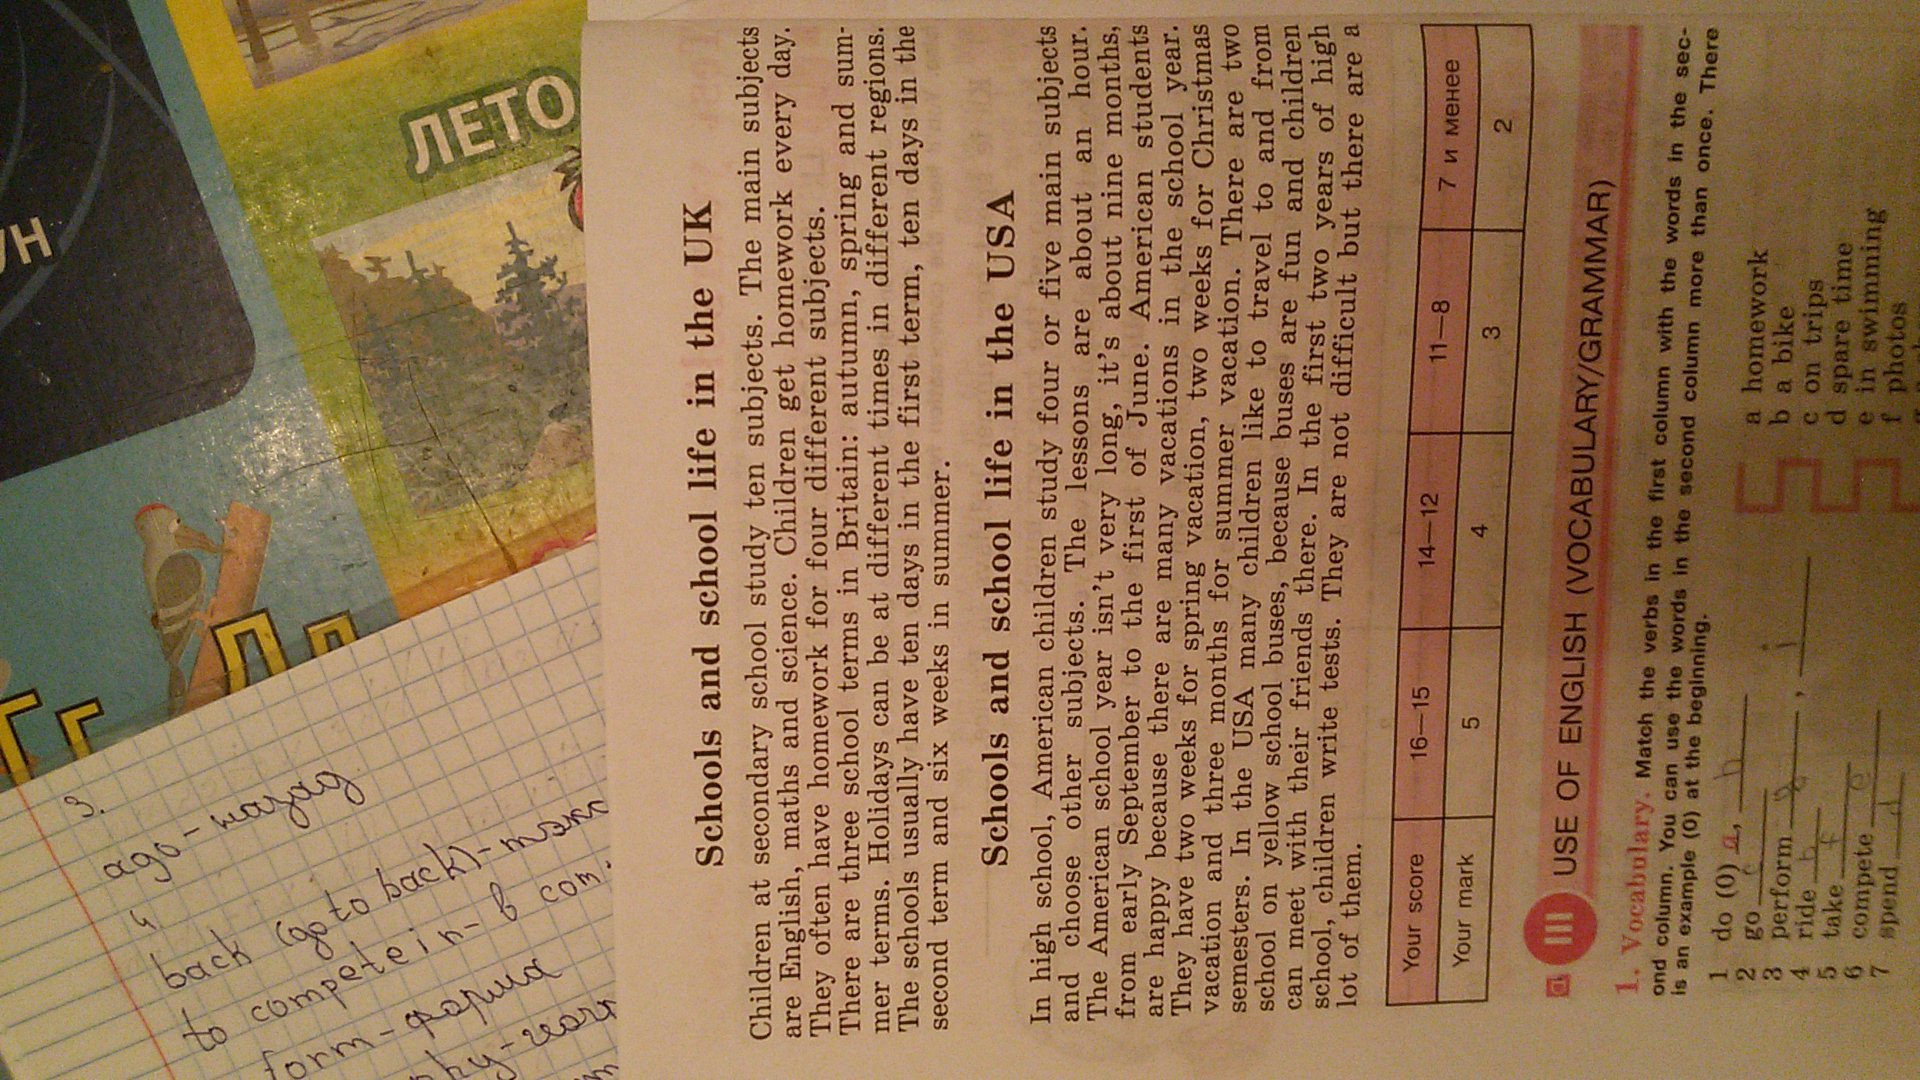 УН
ЛЕТО
3.
ago-назад
back (go to back)-
to compete in- в
form-форма
Schools and school life in the UK
Children at secondary school study ten subjects. The main subjects
are English, maths and science. Children get homework every day.
They often have homework for four different subjects.
There are three school terms in Britain: autumn, spring and sum-
mer terms. Holidays can be at different times in different regions.
The schools usually have ten days in the first term, ten days in the
second term and six weeks in summer.
Schools and school life in the USA
In high school, American children study four or five main subjects
and choose other subjects. The lessons are about an hour.
The American school year isn't very long, it's about nine months,
from early September to the first of June. American students
are happy because there are many vacations in the school year.
They have two weeks for spring vacation, two weeks for Christmas
vacation and three months for summer vacation. There are two
semesters. In the USA many children like to travel to and from
school on yellow school buses, because buses are fun and children
can meet with their friends there. In the first two years of high
school, children write tests. They are not difficult but there are a
lot of them.
Your score 16—15 14—12 11—8 7 и менее
Your mark 5 4 3 2
III USE OF ENGLISH (VOCABULARY/GRAMMAR)
1. Vocabulary. Match the verbs in the first column with the words in the sec-
ond column. You can use the words in the second column more than once. There
is an example (0) at the beginning.
1 do (0) a, h
2 go c
3 perform g, i
4 ride b
5 take f
6 compete e
7 spend d
a homework
b a bike
c on trips
d spare time
e in swimming
f photos